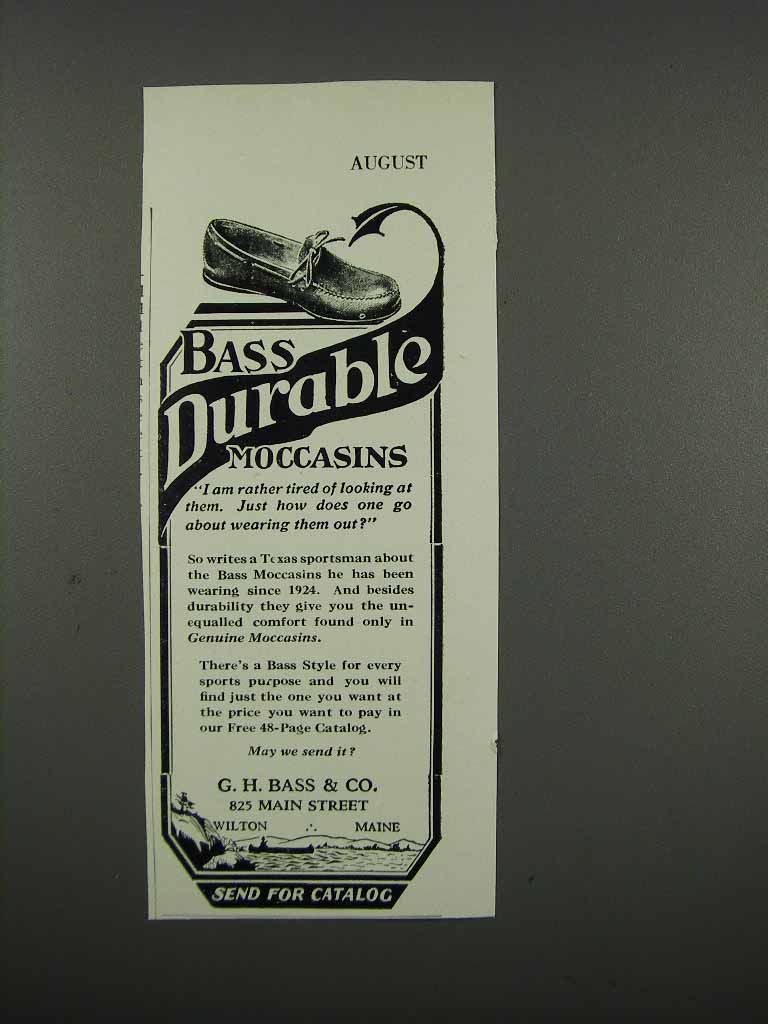 AUGUST
BASS
Durable
MOCCASINS
"I am rather tired of looking at
them. Just how does one go
about wearing them out?"
So writes a Texas sportsman about
the Bass Moccasins he has been
wearing since 1924. And besides
durability they give you the un-
equalled comfort found only in
Genuine Moccasins.
There's a Bass Style for every
sports purpose and you will
find just the one you want at
the price you want to pay in
our Free 48-Page Catalog.
May we send it?
G. H. BASS & CO.
825 MAIN STREET
WILTON ∴ MAINE
SEND FOR CATALOG